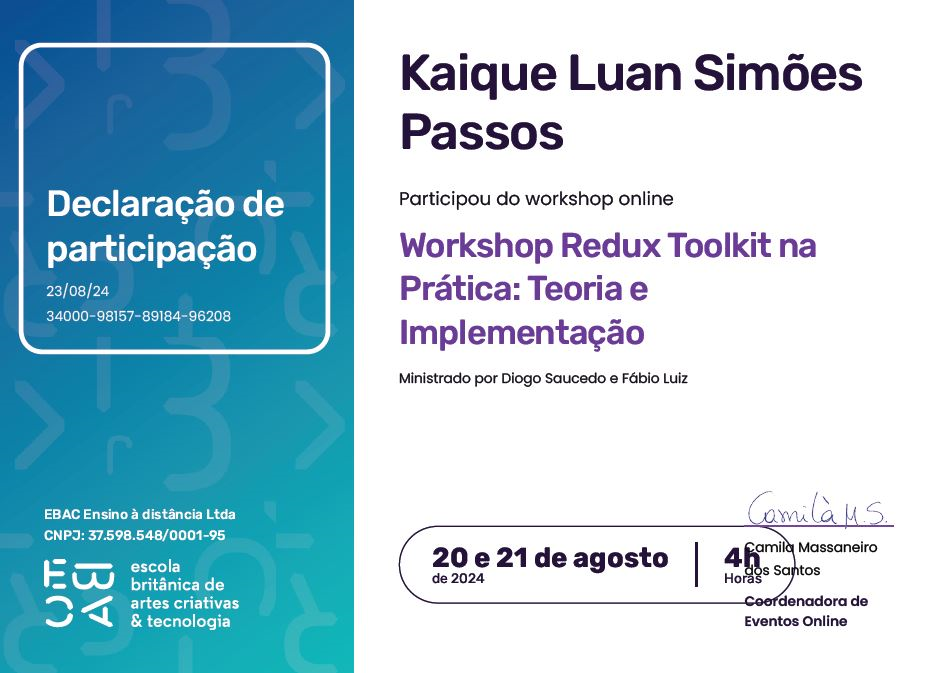 Declaração de
participação
23/08/24
34000-98157-89184-96208
EBAC Ensino à distância Ltda
CNPJ: 37.598.548/0001-95
EBAC
escola
britânica de
artes criativas
& tecnologia
Kaique Luan Simões
Passos
Participou do workshop online
Workshop Redux Toolkit na
Prática: Teoria e
Implementação
Ministrado por Diogo Saucedo e Fábio Luiz
20 e 21 de agosto
de 2024
4h
Horas
Camilà M.S.
Camila Massaneiro
dos Santos
Coordenadora de
Eventos Online